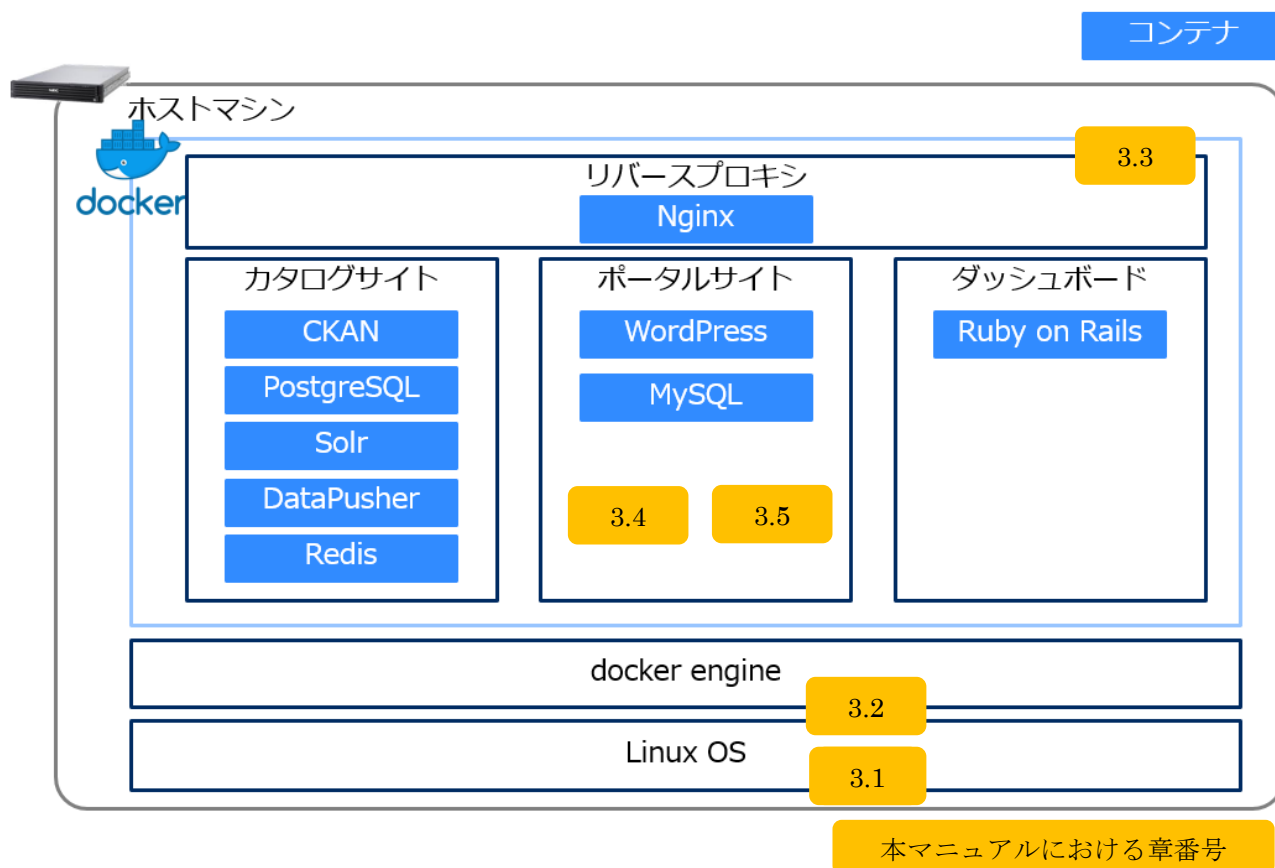 コンテナ
ホストマシン
docker
3.3
リバースプロキシ
Nginx
カタログサイト
CKAN
PostgreSQL
Solr
DataPusher
Redis
ポータルサイト
WordPress
MySQL
3.4
3.5
ダッシュボード
Ruby on Rails
docker engine
3.2
Linux OS
3.1
本マニュアルにおける章番号